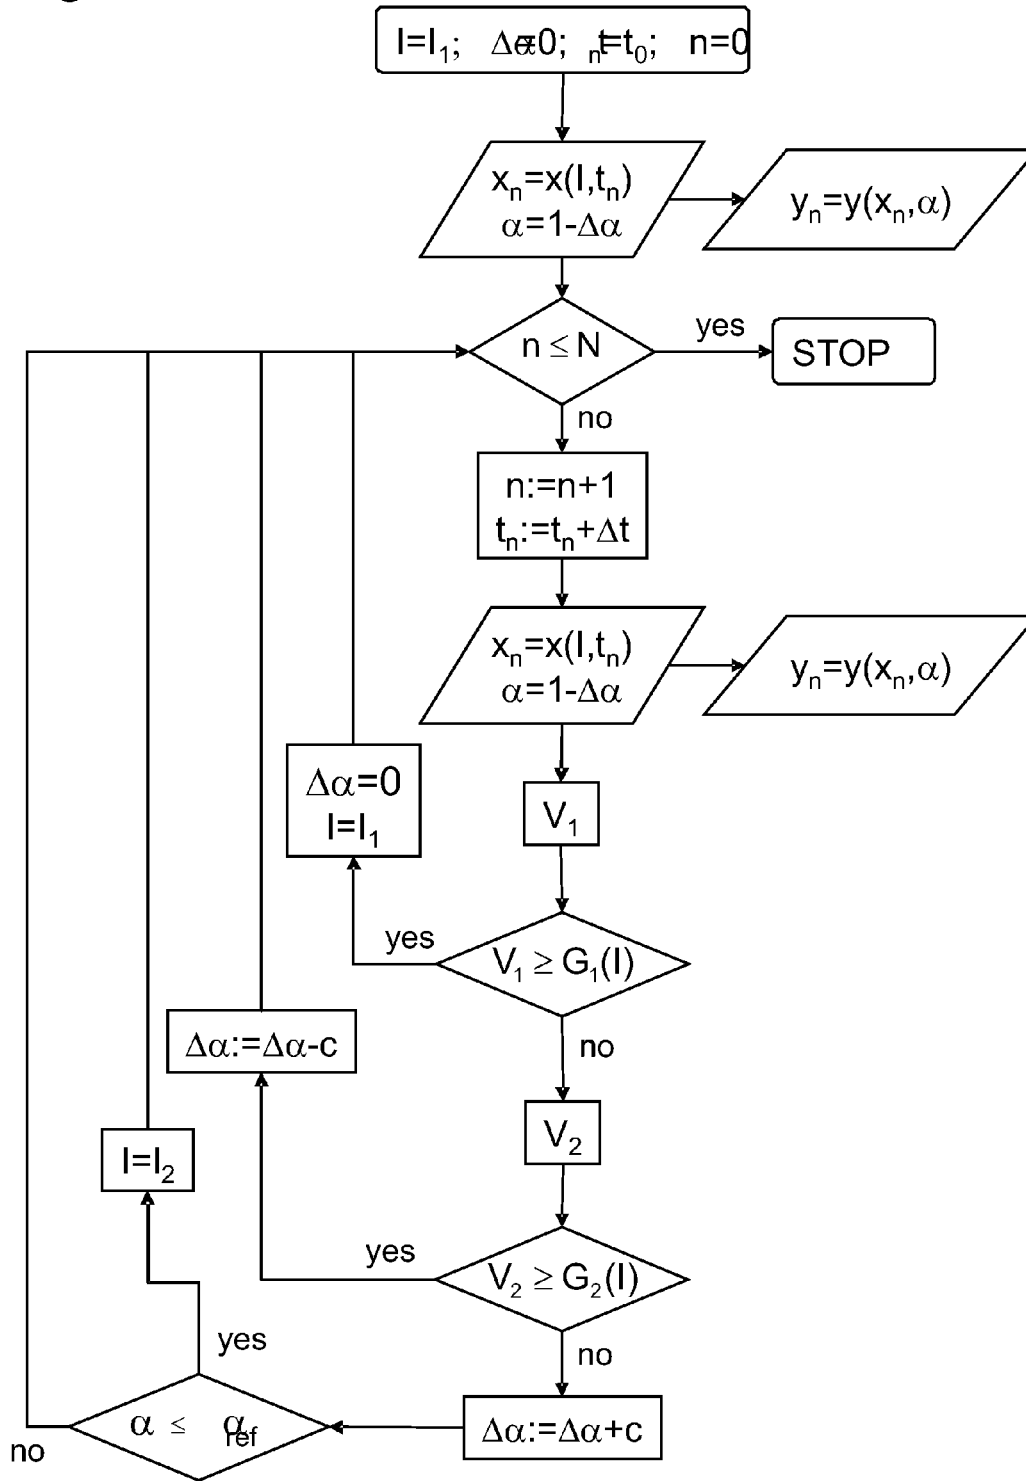 I=I₁; Δα=0; tₙ=t₀; n=0
xₙ=x(I,tₙ)
α=1-Δα
yₙ=y(xₙ,α)
n ≤ N
yes
STOP
no
n:=n+1
tₙ:=tₙ+Δt
xₙ=x(I,tₙ)
α=1-Δα
yₙ=y(xₙ,α)
Δα=0
I=I₁
V₁
yes
V₁ ≥ G₁(I)
no
Δα:=Δα-c
V₂
I=I₂
yes
V₂ ≥ G₂(I)
no
yes
α ≤ α_ref
no
Δα:=Δα+c